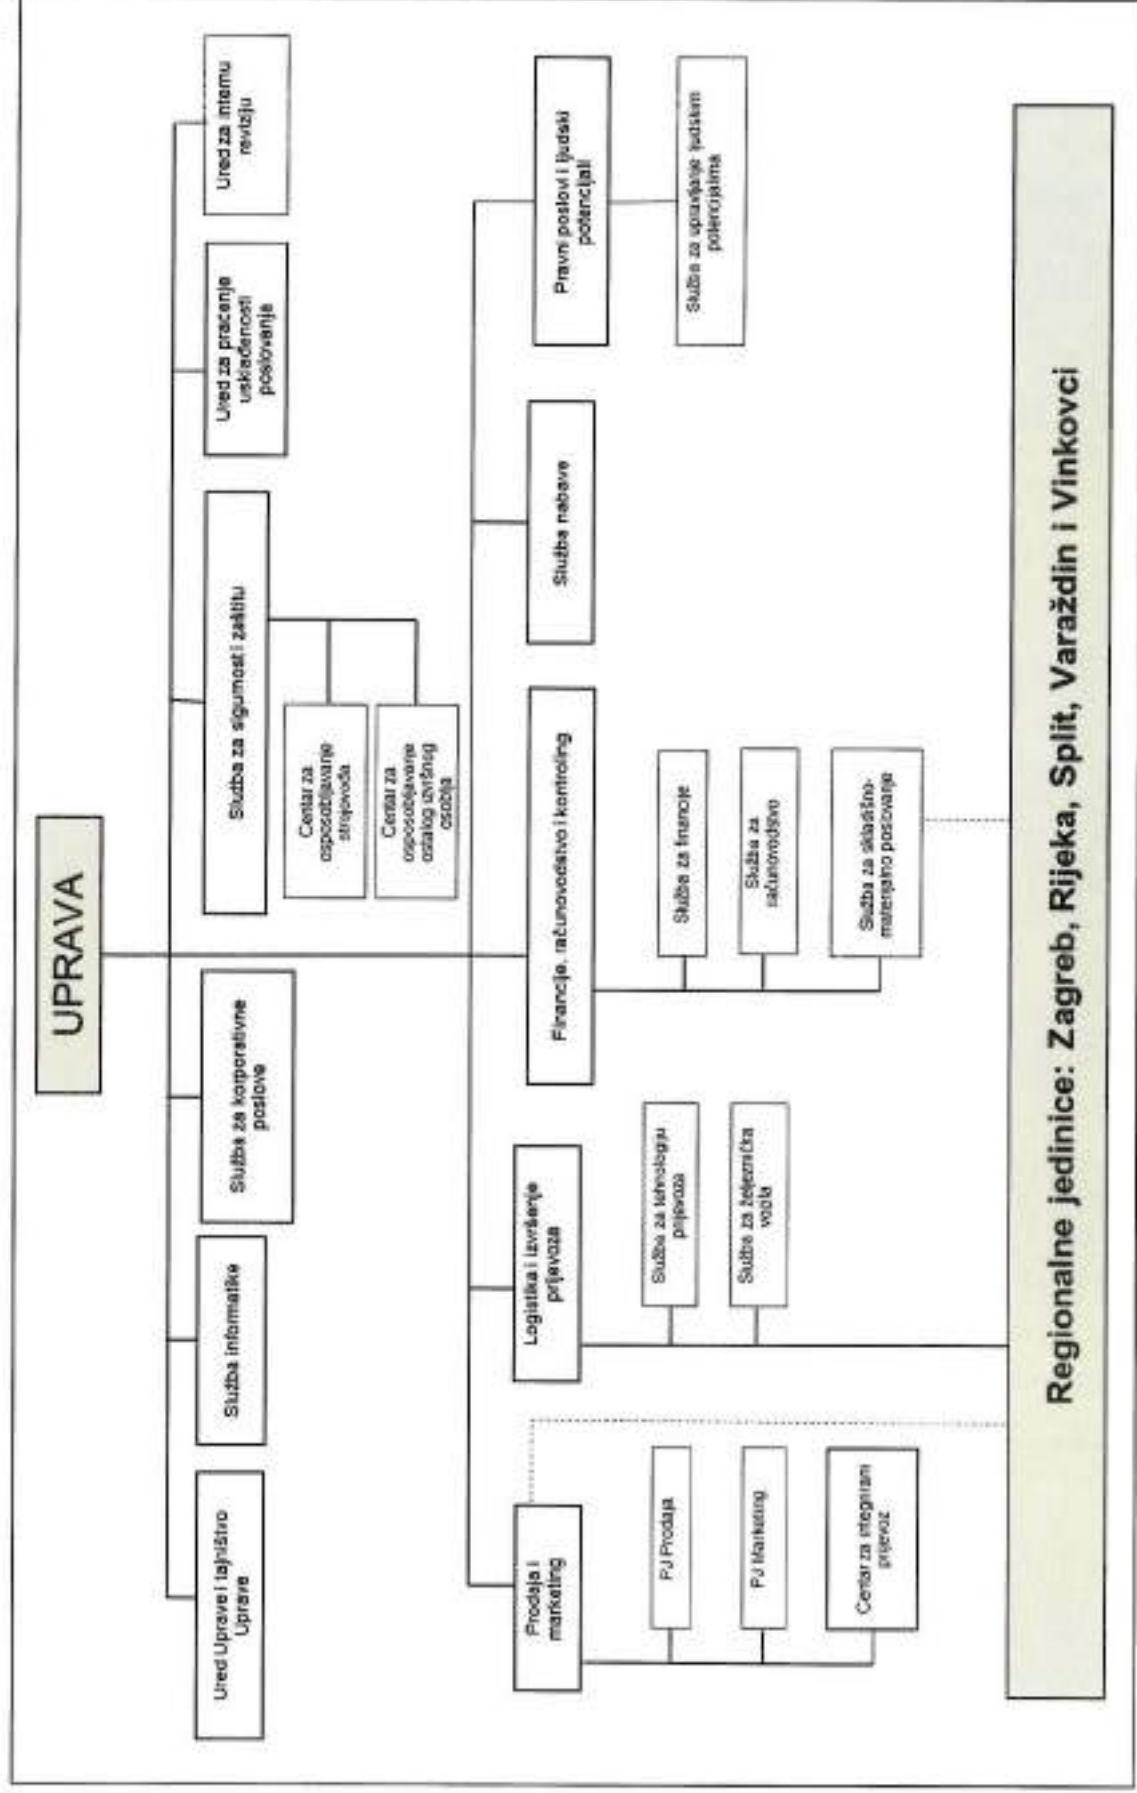 UPRAVA
Ured Uprave i tajništvo
Uprave
Služba informatike
Služba za korporativne
poslove
Služba za sigurnost i zaštitu
Ured za praćenje
usklađenosti
poslovanja
Ured za internu
reviziju
Centar za
osposobljavanje
strojovođa
Centar za
osposobljavanje
ostalog izvršnog
osoblja
Prodaja i
marketing
Logistika i izvršenje
prijevoza
Financije, računovodstvo i kontroling
Služba nabave
Pravni poslovi i ljudski
potencijali
PJ Prodaja
PJ Marketing
Centar za integrirani
prijevoz
Služba za tehnologiju
prijevoza
Služba za željeznička
vozila
Služba za financije
Služba za
računovodstvo
Služba za skladišno-
materijalno poslovanje
Služba za upravljanje ljudskim
potencijalima
Regionalne jedinice: Zagreb, Rijeka, Split, Varaždin i Vinkovci